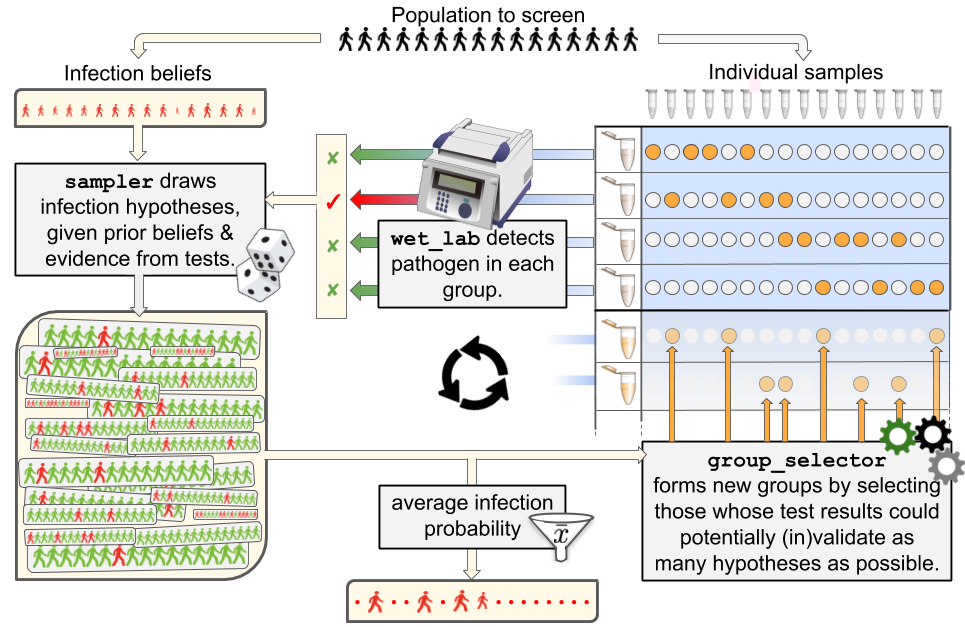 Population to screen
Infection beliefs
Individual samples
sampler draws
infection hypotheses,
given prior beliefs &
evidence from tests.
wet_lab detects
pathogen in each
group.
group_selector
forms new groups by selecting
those whose test results could
potentially (in)validate as
many hypotheses as possible.
average infection
probability
x̄